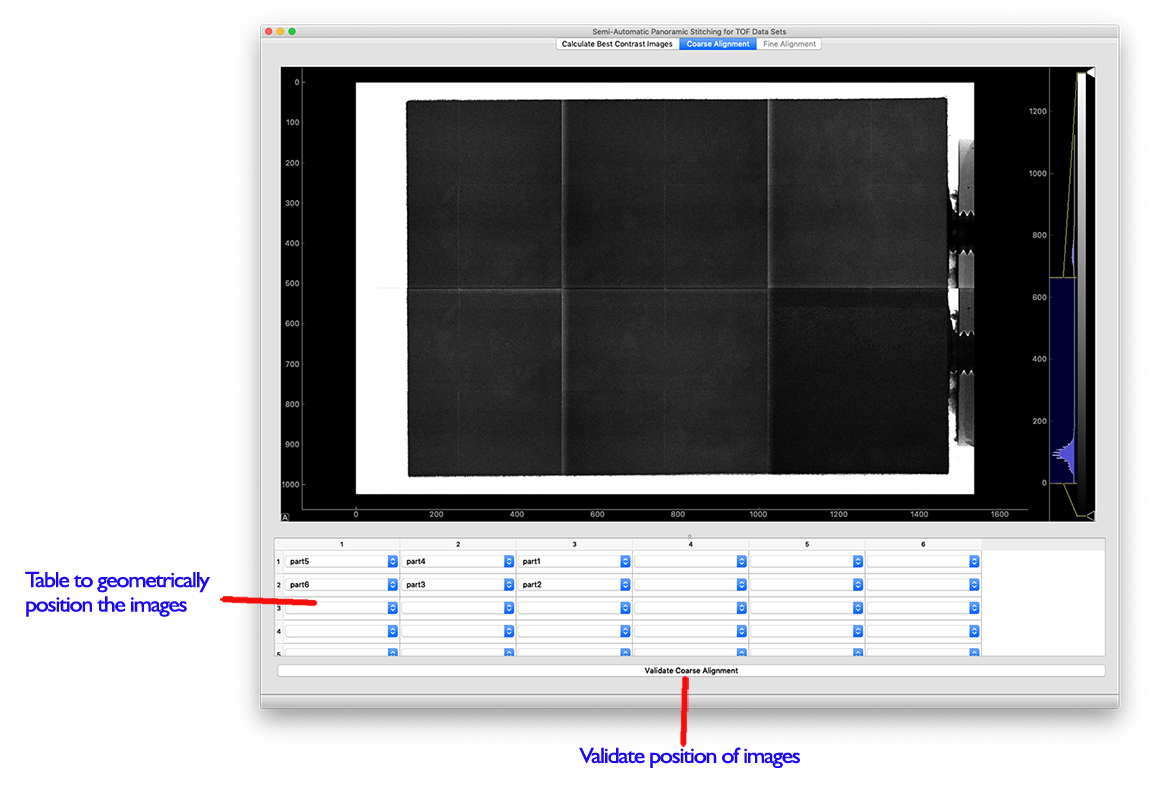 Semi-Automatic Panoramic Stitching for TOF Data Sets
Calculate Best Contrast Images Coarse Alignment Fine Alignment
0
100
200
300
400
500
600
700
800
900
1000
0 200 400 600 800 1000 1200 1400 1600
A
1200
1000
800
600
400
200
0
1 2 3 4 5 6
1 part5 part4 part1
2 part6 part3 part2
3
4
5
Validate Coarse Alignment
Table to geometrically
position the images
Validate position of images